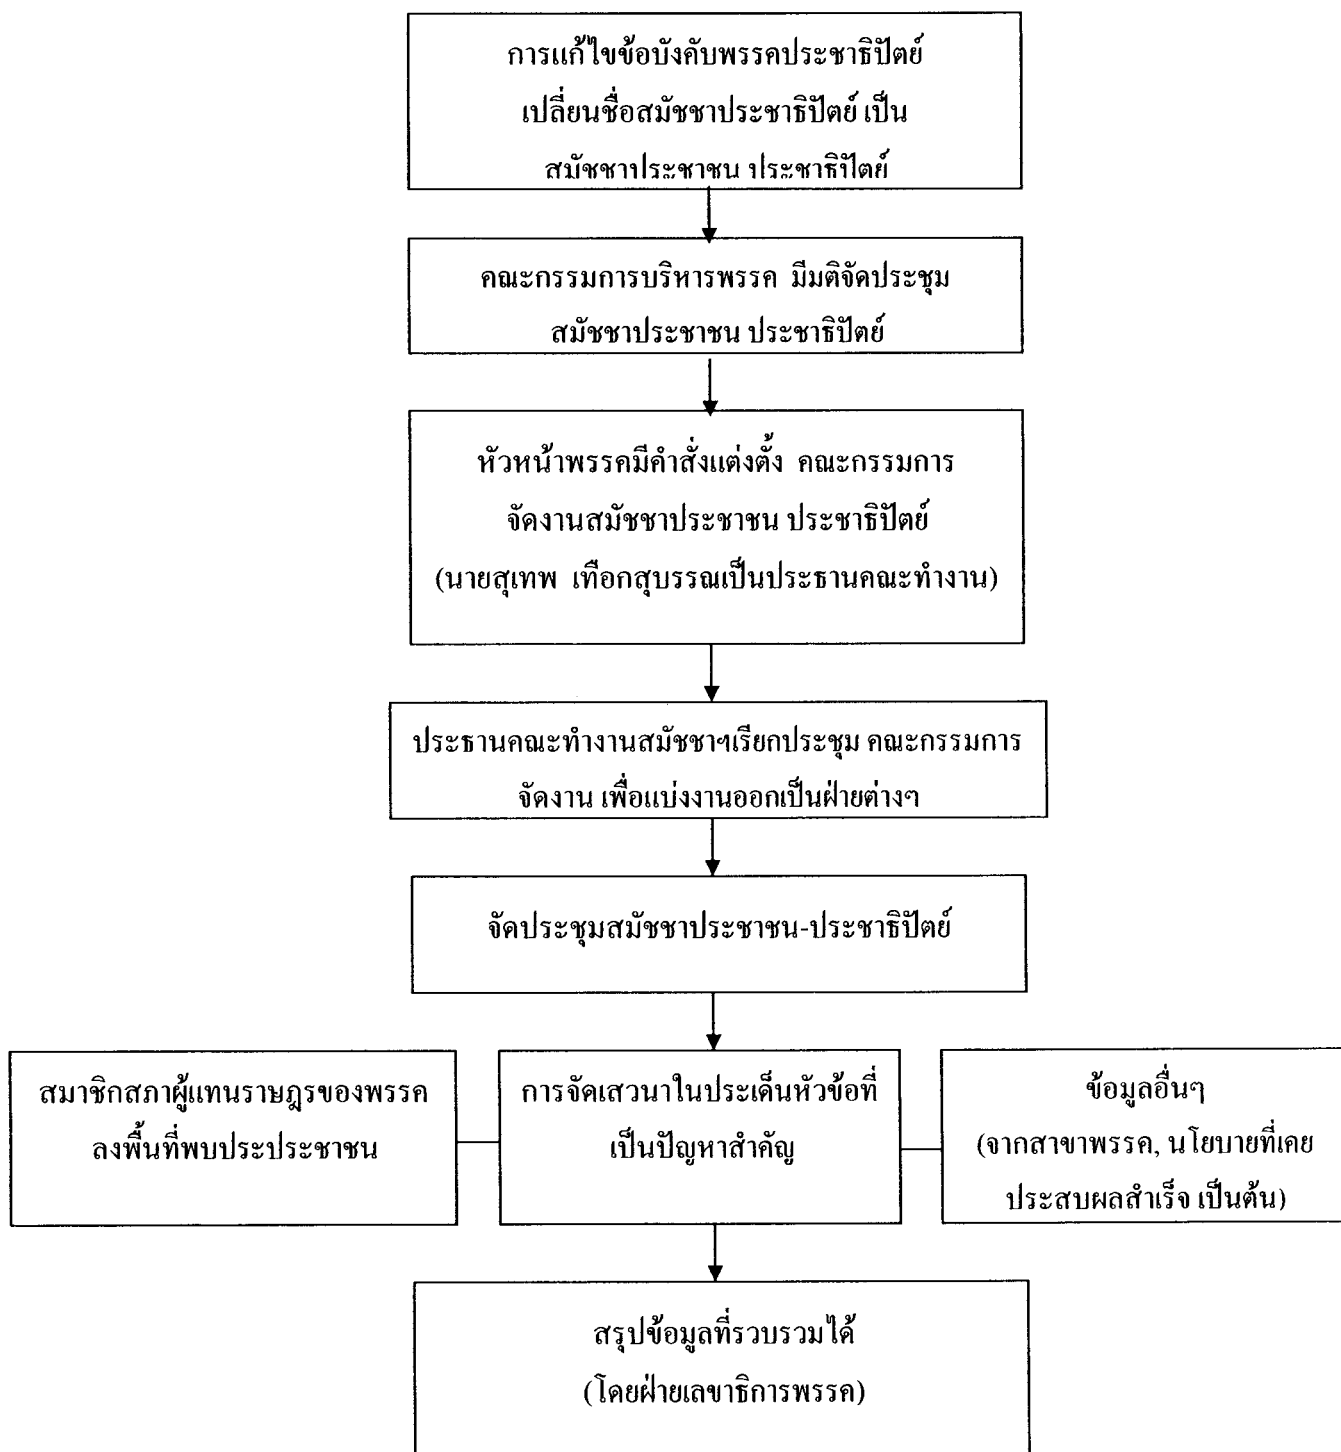 การแก้ไขข้อบังคับพรรคประชาธิปัตย์
เปลี่ยนชื่อสมัชชาประชาธิปัตย์ เป็น
สมัชชาประชาชน ประชาธิปัตย์
คณะกรรมการบริหารพรรค มีมติจัดประชุม
สมัชชาประชาชน ประชาธิปัตย์
หัวหน้าพรรคมีคำสั่งแต่งตั้ง คณะกรรมการ
จัดงานสมัชชาประชาชน ประชาธิปัตย์
(นายสุเทพ เทือกสุบรรณเป็นประธานคณะทำงาน)
ประธานคณะทำงานสมัชชาฯเรียกประชุม คณะกรรมการ
จัดงาน เพื่อแบ่งงานออกเป็นฝ่ายต่างๆ
จัดประชุมสมัชชาประชาชน-ประชาธิปัตย์
สมาชิกสภาผู้แทนราษฎรของพรรค
ลงพื้นที่พบประประชาชน
การจัดเสวนาในประเด็นหัวข้อที่
เป็นปัญหาสำคัญ
ข้อมูลอื่นๆ
(จากสาขาพรรค, นโยบายที่เคย
ประสบผลสำเร็จ เป็นต้น)
สรุปข้อมูลที่รวบรวมได้
(โดยฝ่ายเลขาธิการพรรค)